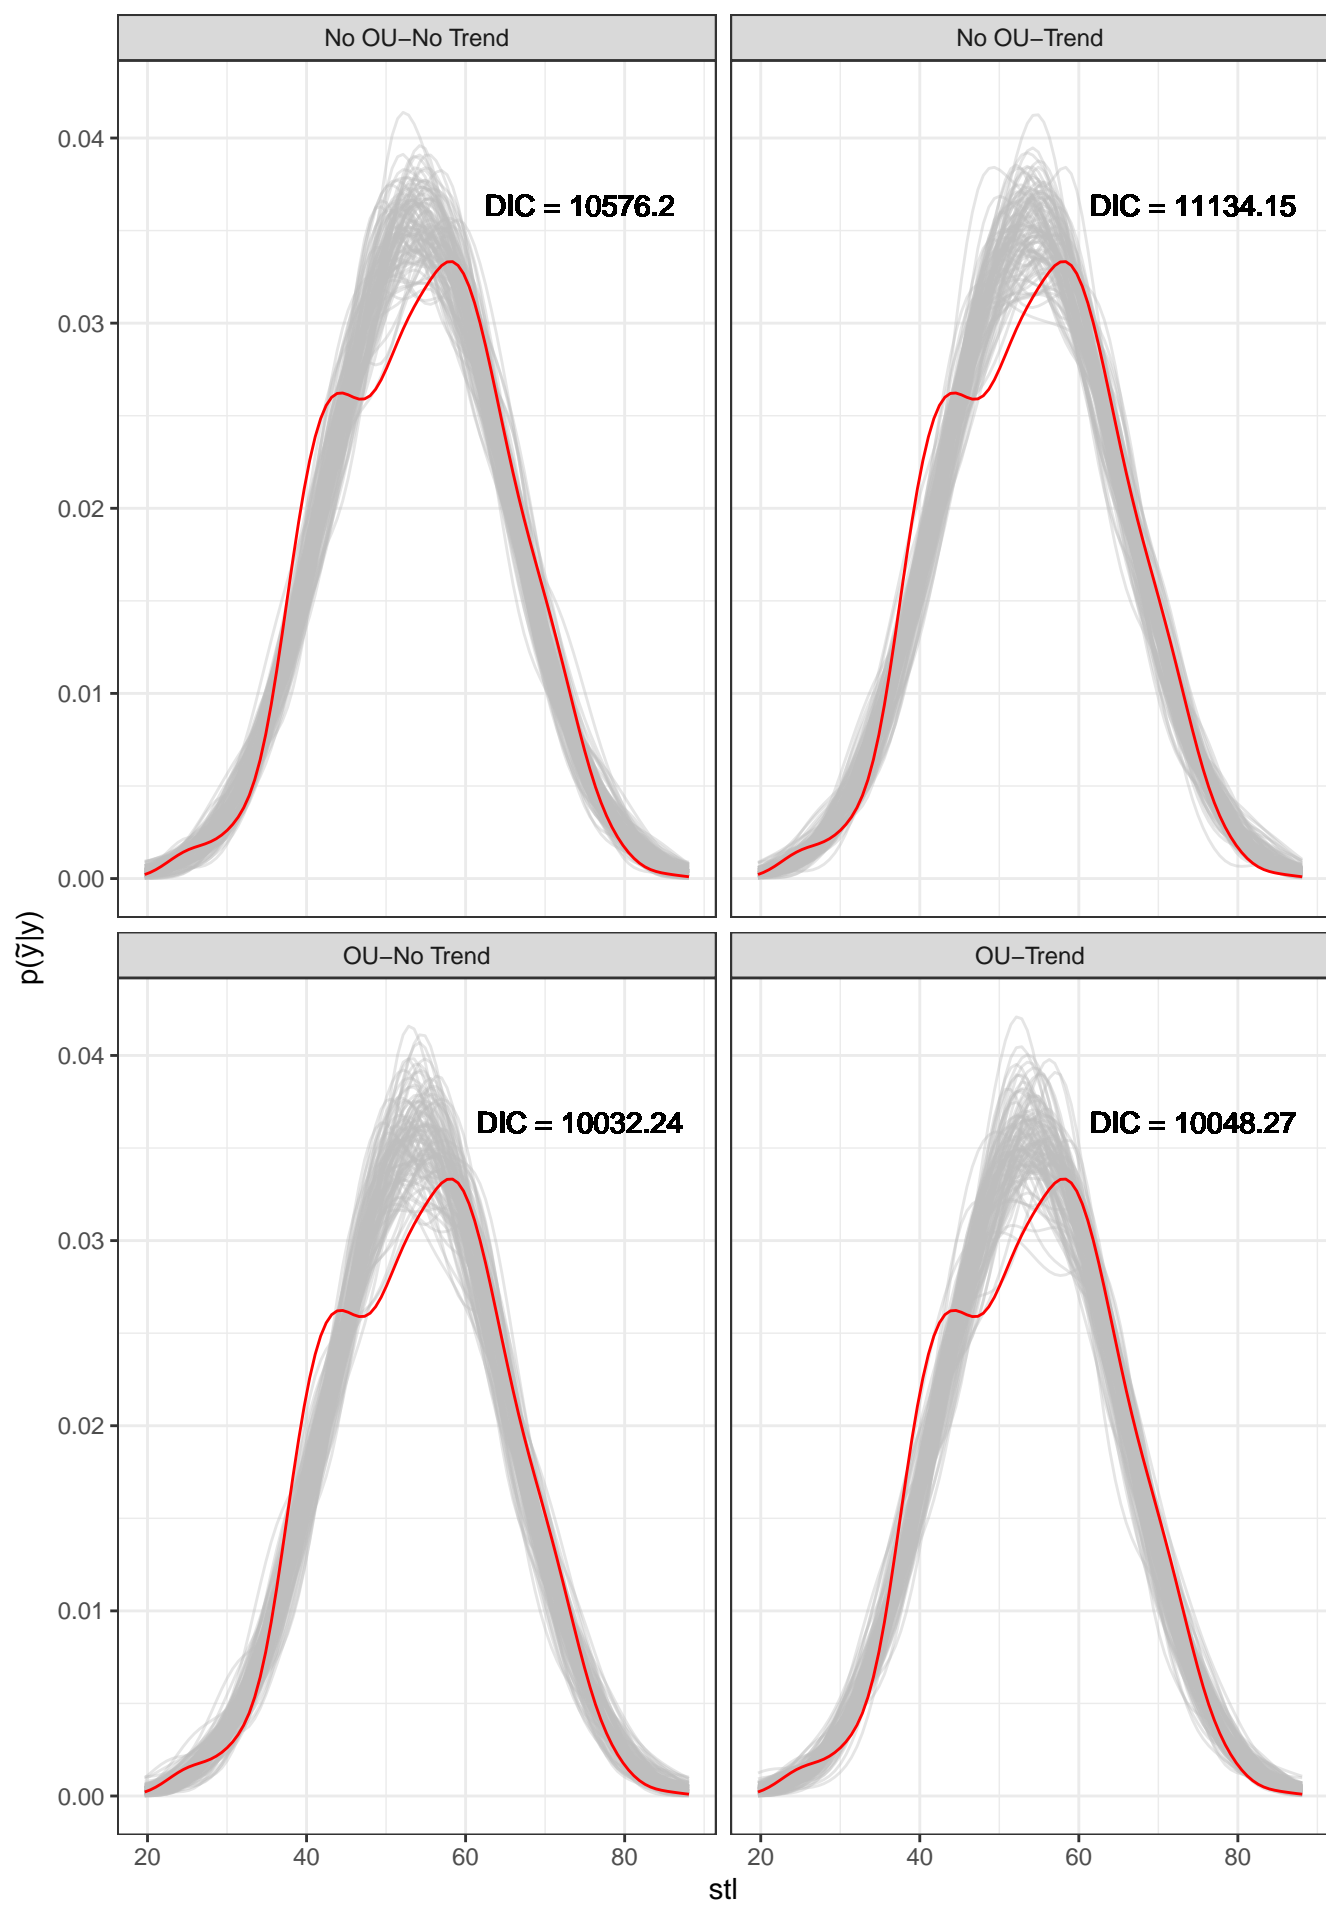 No OU−No Trend
No OU−Trend
0.04
0.03
0.02
0.01
0.00
DIC = 10576.2
DIC = 11134.15
p(ỹ|y)
OU−No Trend
OU−Trend
0.04
0.03
0.02
0.01
0.00
DIC = 10032.24
DIC = 10048.27
20 40 60 80
20 40 60 80
stl